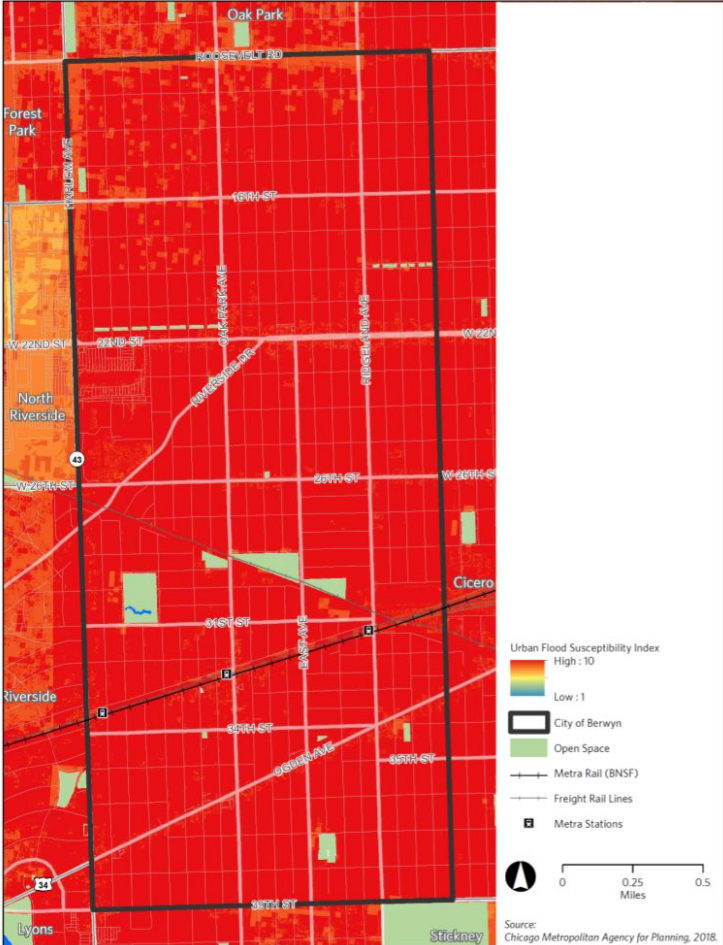 Oak Park
ROOSEVELT RD
Forest
Park
HARLEM AVE
16TH ST
OAK PARK AVE
RIDGELAND AVE
W 22ND ST
22ND ST
W 22N
RIVERSIDE DR
North
Riverside
43
W 26TH ST
26TH ST
W 26TH S
Cicero
31ST ST
EAST AVE
Riverside
34TH ST
OGDEN AVE
35TH ST
34
39TH ST
Lyons
Stickney
Urban Flood Susceptibility Index
High : 10
Low : 1
City of Berwyn
Open Space
Metra Rail (BNSF)
Freight Rail Lines
Metra Stations
0
0.25
0.5
Miles
Source:
Chicago Metropolitan Agency for Planning, 2018.